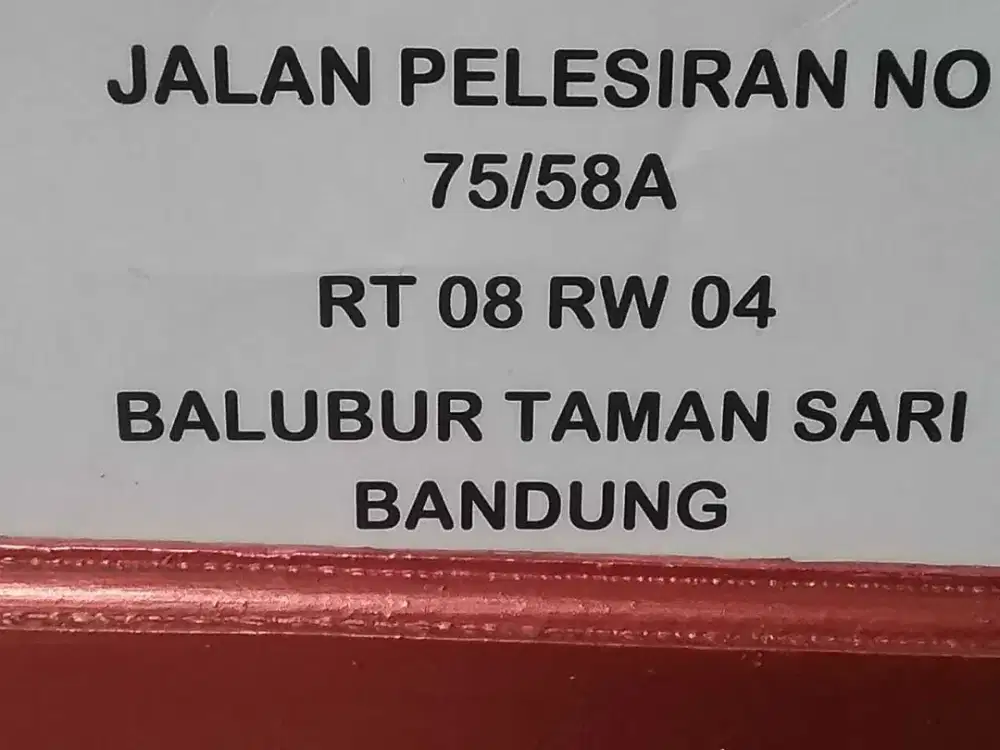 JALAN PELESIRAN NO
75/58A
RT 08 RW 04
BALUBUR TAMAN SARI
BANDUNG